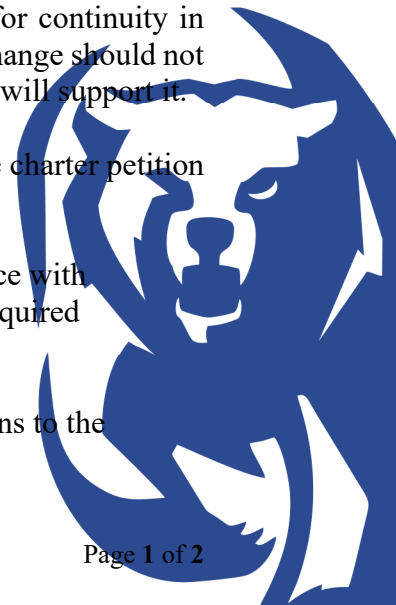 for continuity in
hange should not
will support it.
charter petition
ce with
quired
ns to the
Page 1 of 2